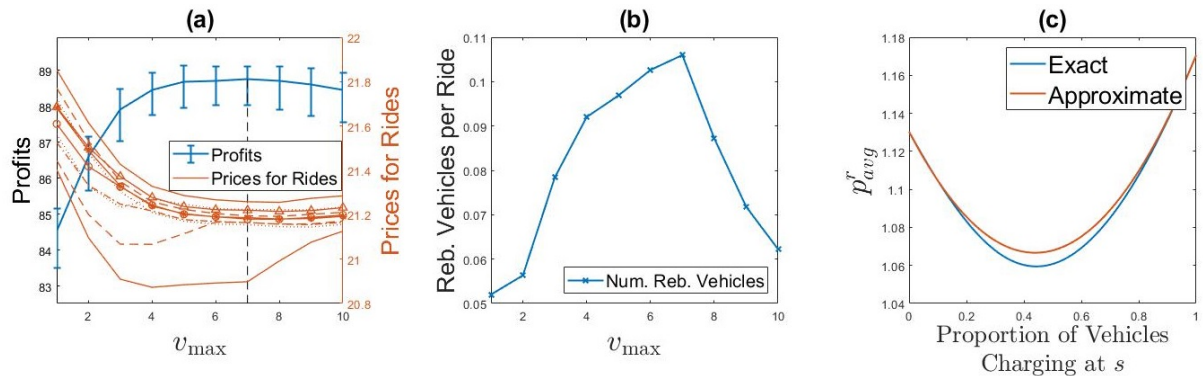 (a)
Profits
89
88
87
86
85
84
83
2
4
6
8
10
v_max
22
21.8
21.6
21.4
21.2
21
20.8
Prices for Rides
Profits
Prices for Rides
(b)
Reb. Vehicles per Ride
0.11
0.1
0.09
0.08
0.07
0.06
0.05
2
4
6
8
10
v_max
Num. Reb. Vehicles
(c)
p^r_avg
1.18
1.16
1.14
1.12
1.1
1.08
1.06
1.04
0
0.2
0.4
0.6
0.8
1
Proportion of Vehicles
Charging at s
Exact
Approximate